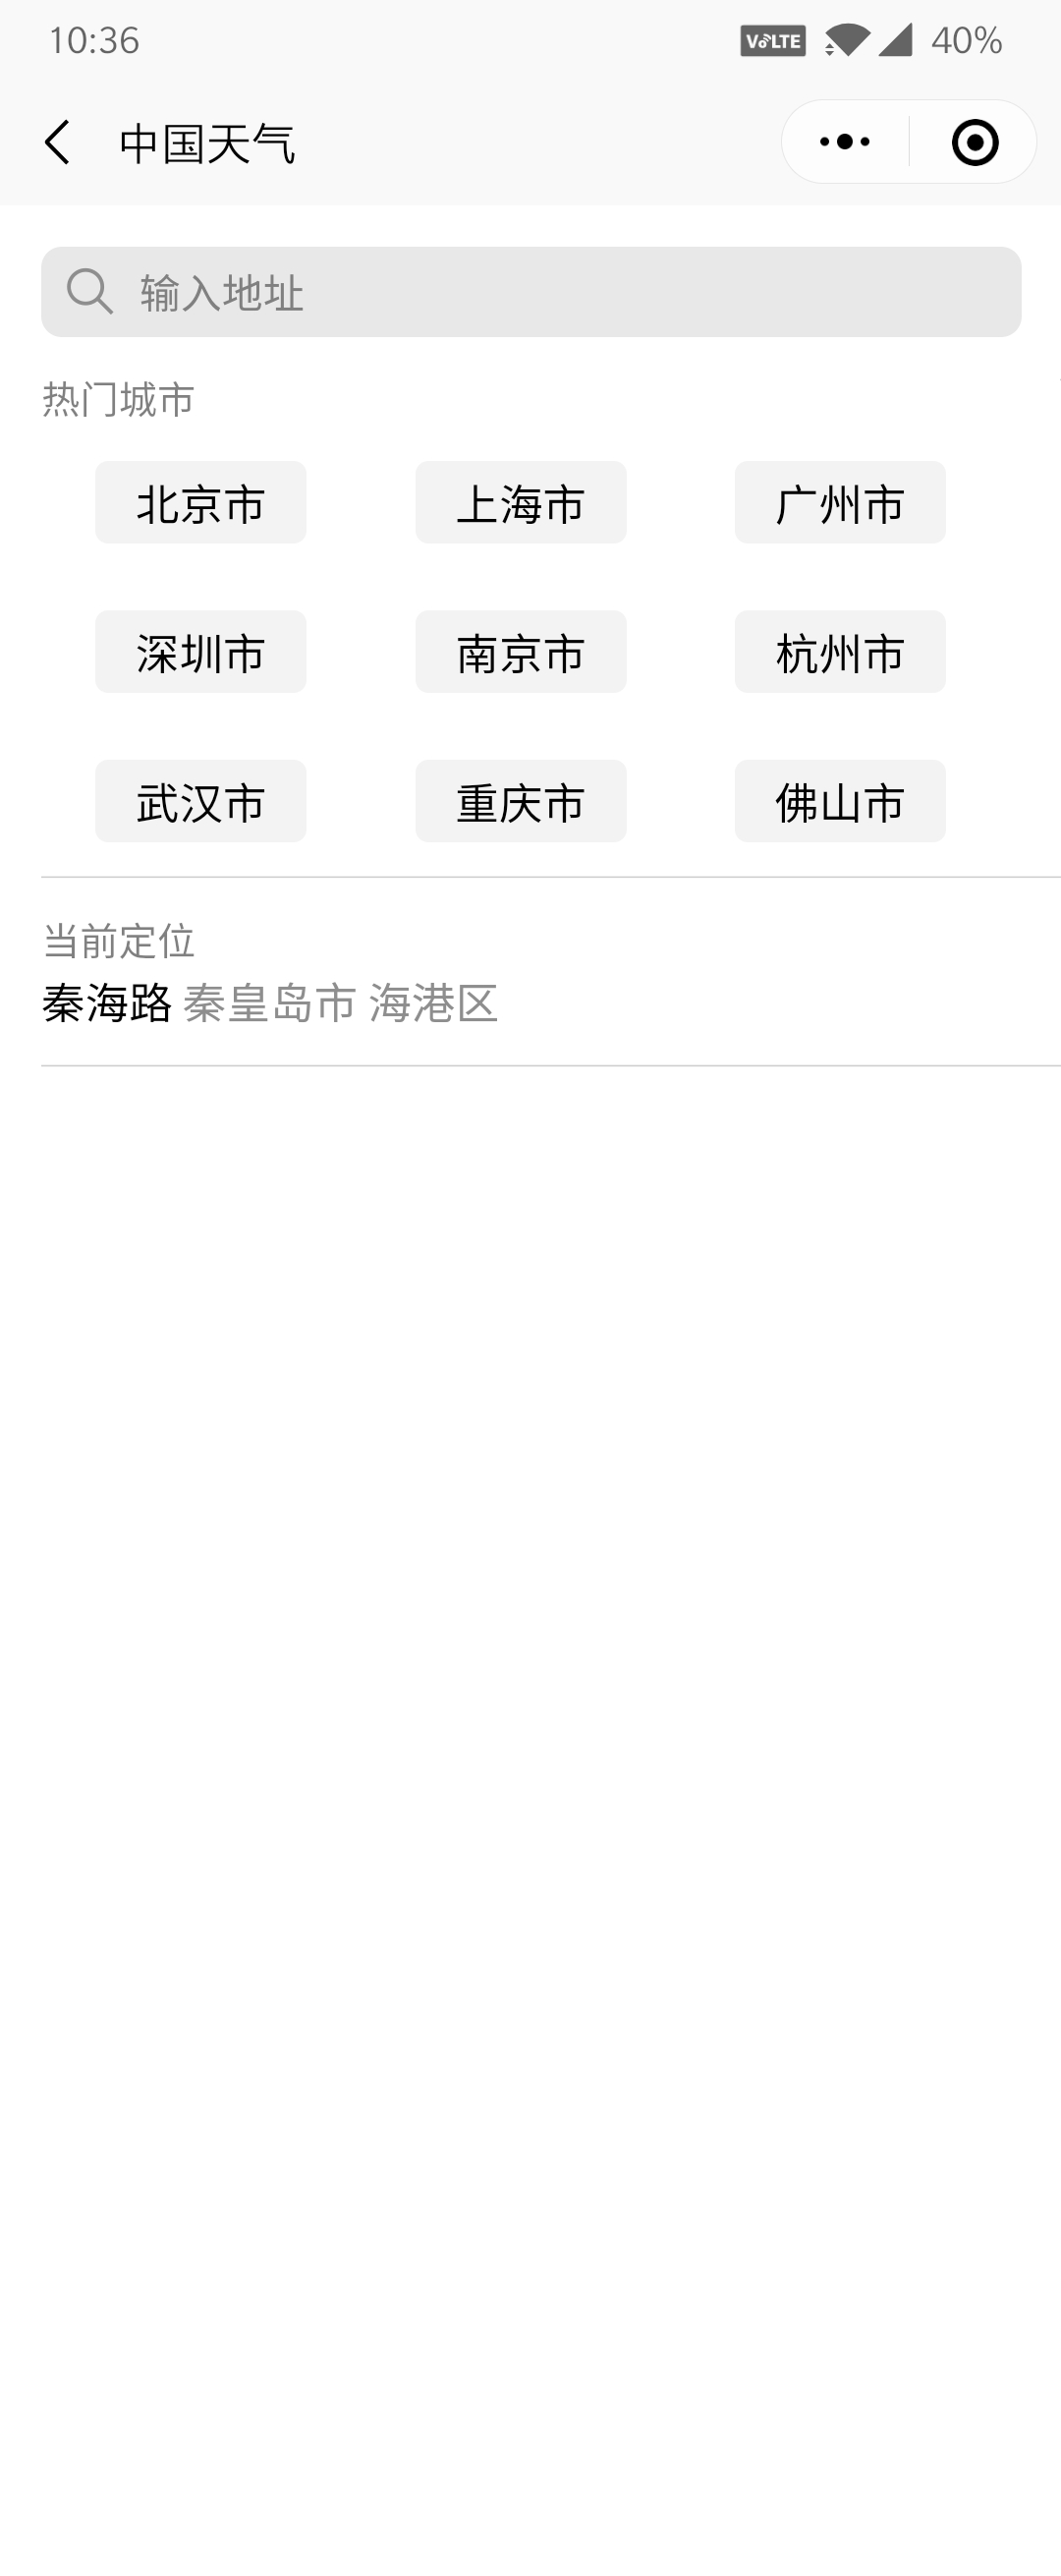 10:36 VoLTE 40%
中国天气
输入地址
热门城市
北京市 上海市 广州市
深圳市 南京市 杭州市
武汉市 重庆市 佛山市
当前定位
秦海路 秦皇岛市 海港区